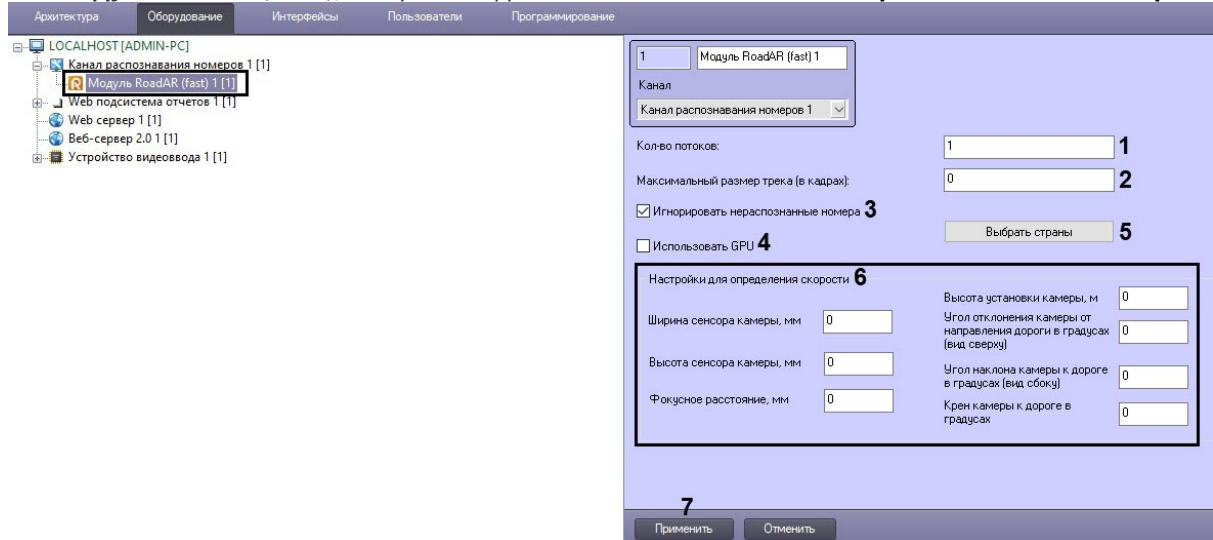 Архитектура Оборудование Интерфейсы Пользователи Программирование
LOCALHOST [ADMIN-PC]
Канал распознавания номеров 1 [1]
Модуль RoadAR (fast) 1 [1]
Web подсистема отчетов 1 [1]
Web сервер 1 [1]
Веб-сервер 2.0 1 [1]
Устройство видеоввода 1 [1]
1 Модуль RoadAR (fast) 1
Канал
Канал распознавания номеров 1
Кол-во потоков: 1 1
Максимальный размер трека (в кадрах): 0 2
Игнорировать нераспознанные номера 3
Выбрать страны 5
Использовать GPU 4
Настройки для определения скорости 6
Ширина сенсора камеры, мм 0
Высота сенсора камеры, мм 0
Фокусное расстояние, мм 0
Высота установки камеры, м 0
Угол отклонения камеры от
направления дороги в градусах 0
(вид сверху)
Угол наклона камеры к дороге
в градусах (вид сбоку) 0
Крен камеры к дороге в
градусах 0
7
Применить Отменить